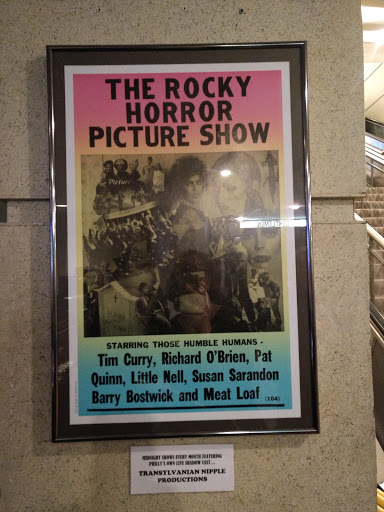 THE ROCKY
HORROR
PICTURE SHOW
Picture
STARRING THOSE HUMBLE HUMANS -
Tim Curry, Richard O'Brien, Pat
Quinn, Little Nell, Susan Sarandon
Barry Bostwick and Meat Loaf (104)
MIDNIGHT SHOWS EVERY MONTH FEATURING
PHILLY'S OWN LIVE SHADOW CAST...
TRANSYLVANIAN NIPPLE
PRODUCTIONS